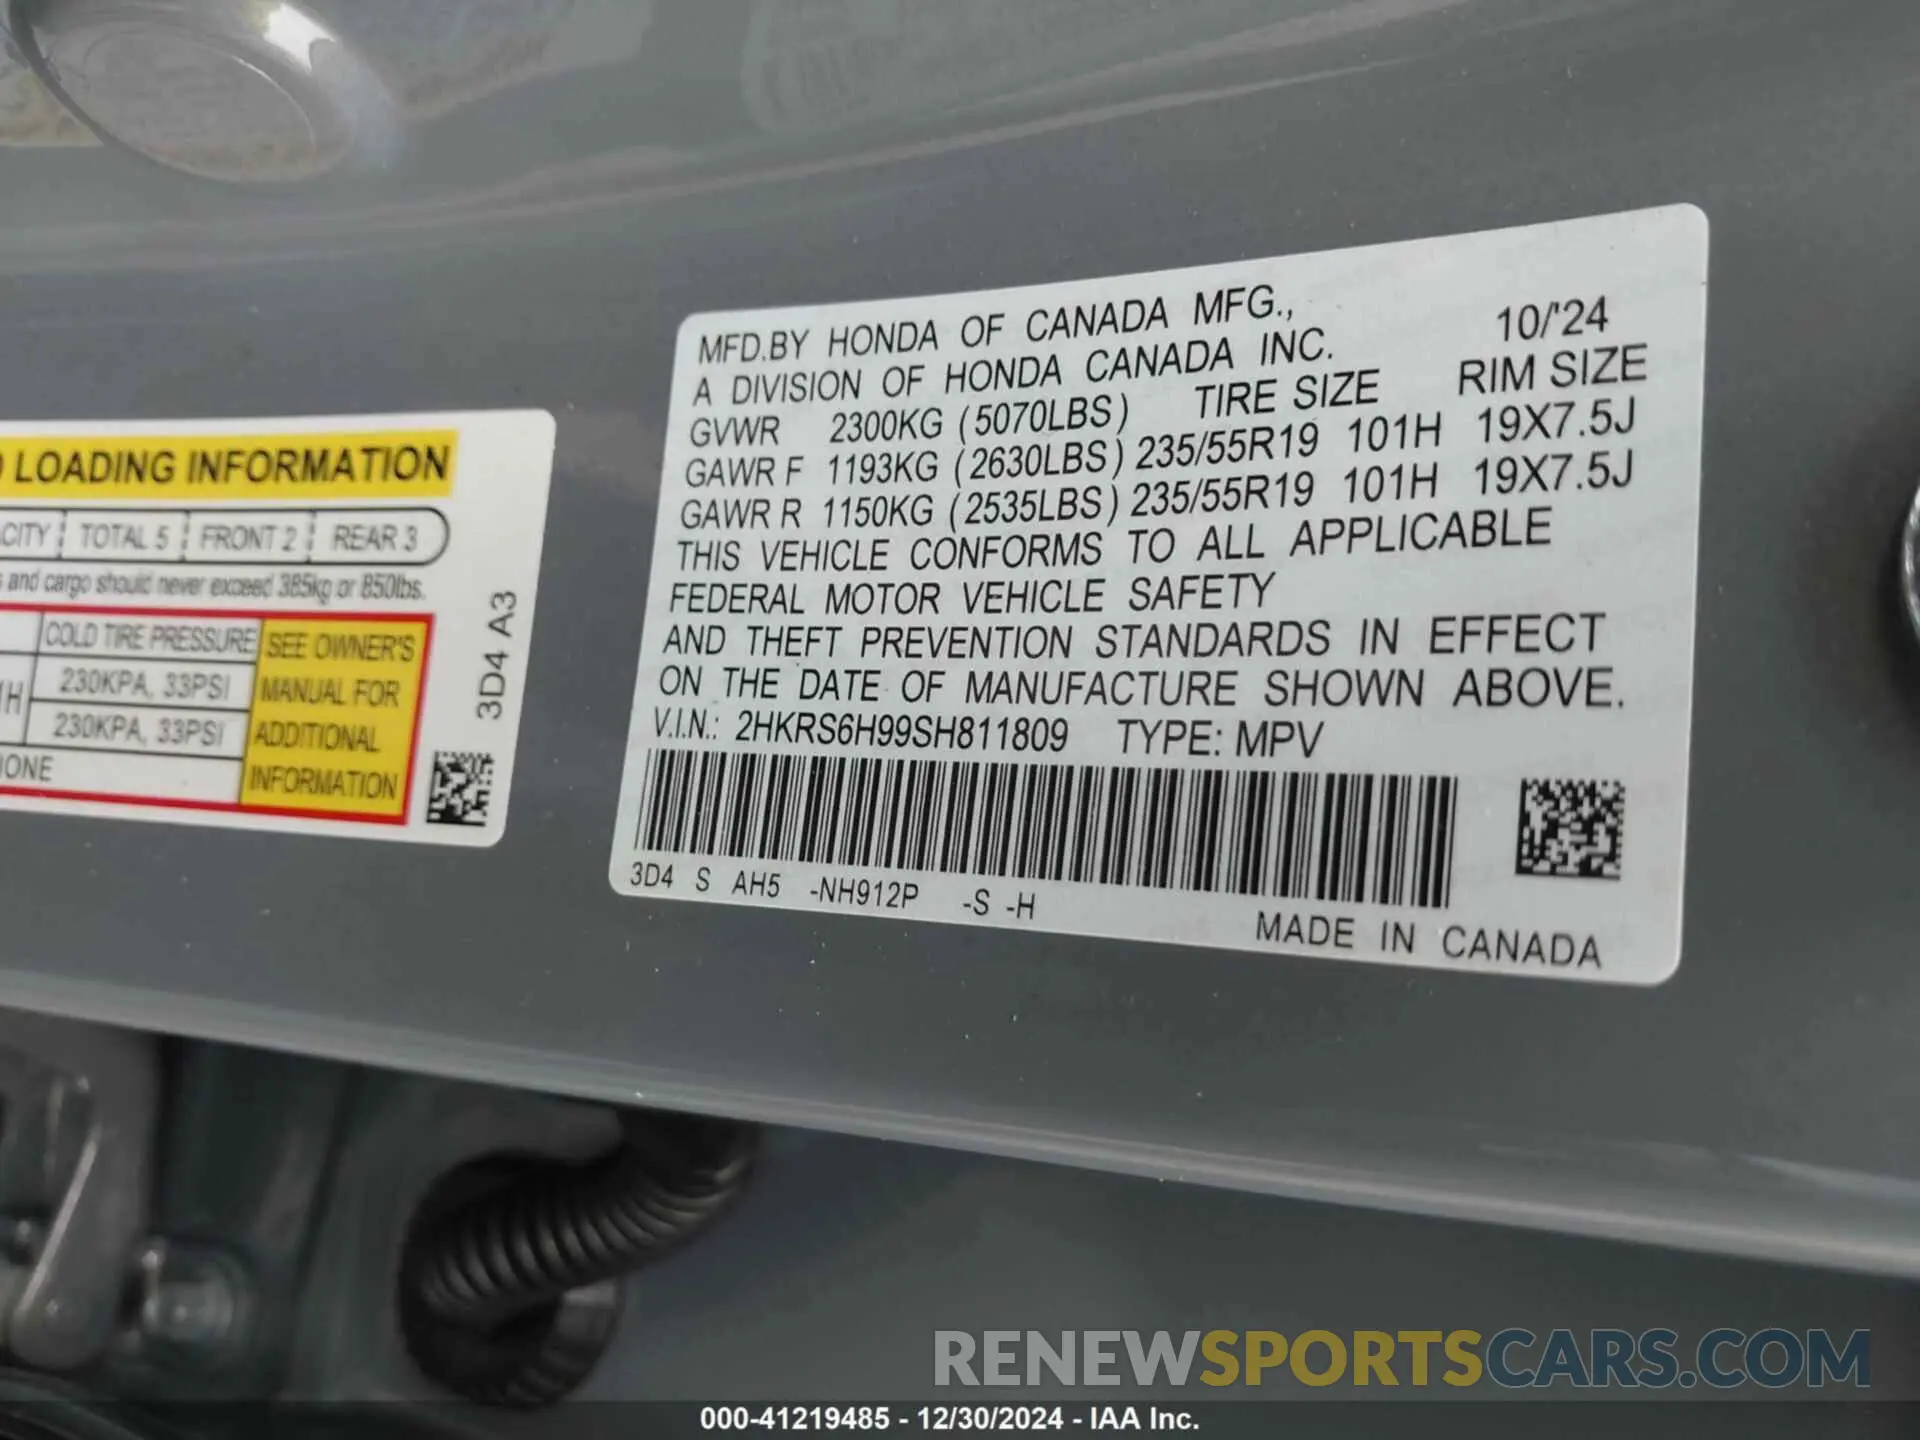 LOADING INFORMATION
TOTAL 5 FRONT 2 REAR 3
and cargo should never exceed 385kg or 850lbs.
COLD TIRE PRESSURE
230KPA, 33PSI
230KPA, 33PSI
SEE OWNER'S
MANUAL FOR
ADDITIONAL
INFORMATION
3D4 A3
MFD.BY HONDA OF CANADA MFG., 10/'24
A DIVISION OF HONDA CANADA INC.
GVWR 2300KG (5070LBS) TIRE SIZE RIM SIZE
GAWR F 1193KG (2630LBS) 235/55R19 101H 19X7.5J
GAWR R 1150KG (2535LBS) 235/55R19 101H 19X7.5J
THIS VEHICLE CONFORMS TO ALL APPLICABLE
FEDERAL MOTOR VEHICLE SAFETY
AND THEFT PREVENTION STANDARDS IN EFFECT
ON THE DATE OF MANUFACTURE SHOWN ABOVE.
V.I.N.: 2HKRS6H99SH811809 TYPE: MPV
3D4 S AH5 -NH912P -S -H
MADE IN CANADA
RENEWSPORTSCARS.COM
000-41219485 - 12/30/2024 - IAA Inc.